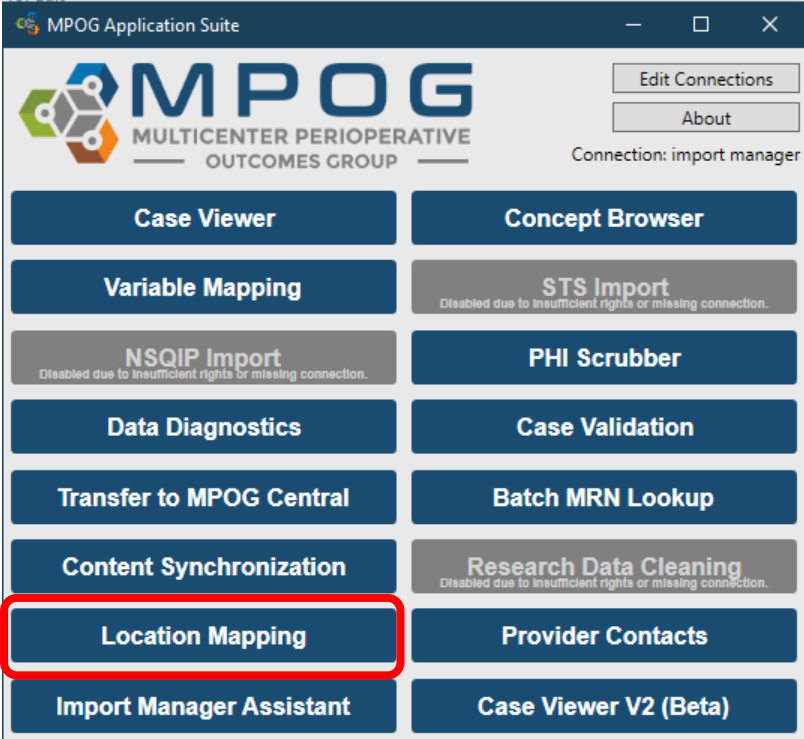 MPOG Application Suite
MPOG
MULTICENTER PERIOPERATIVE
OUTCOMES GROUP
Edit Connections
About
Connection: import manager
Case Viewer
Concept Browser
Variable Mapping
STS Import
Disabled due to insufficient rights or missing connection.
NSQIP Import
Disabled due to insufficient rights or missing connection.
PHI Scrubber
Data Diagnostics
Case Validation
Transfer to MPOG Central
Batch MRN Lookup
Content Synchronization
Research Data Cleaning
Disabled due to insufficient rights or missing connection.
Location Mapping
Provider Contacts
Import Manager Assistant
Case Viewer V2 (Beta)